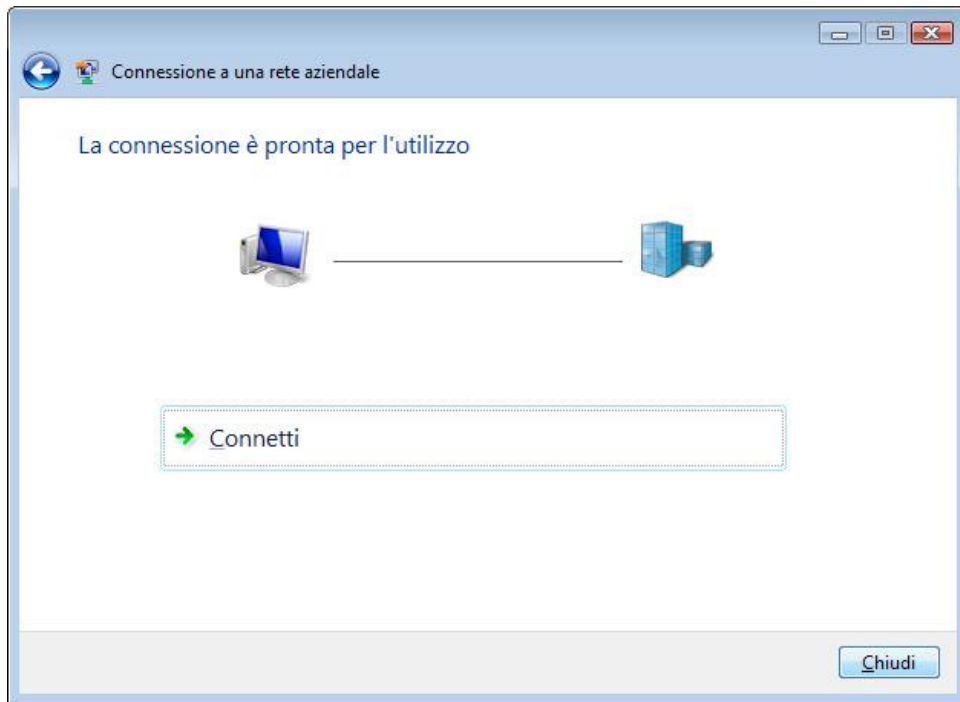 Connessione a una rete aziendale
La connessione è pronta per l'utilizzo
Connetti
Chiudi